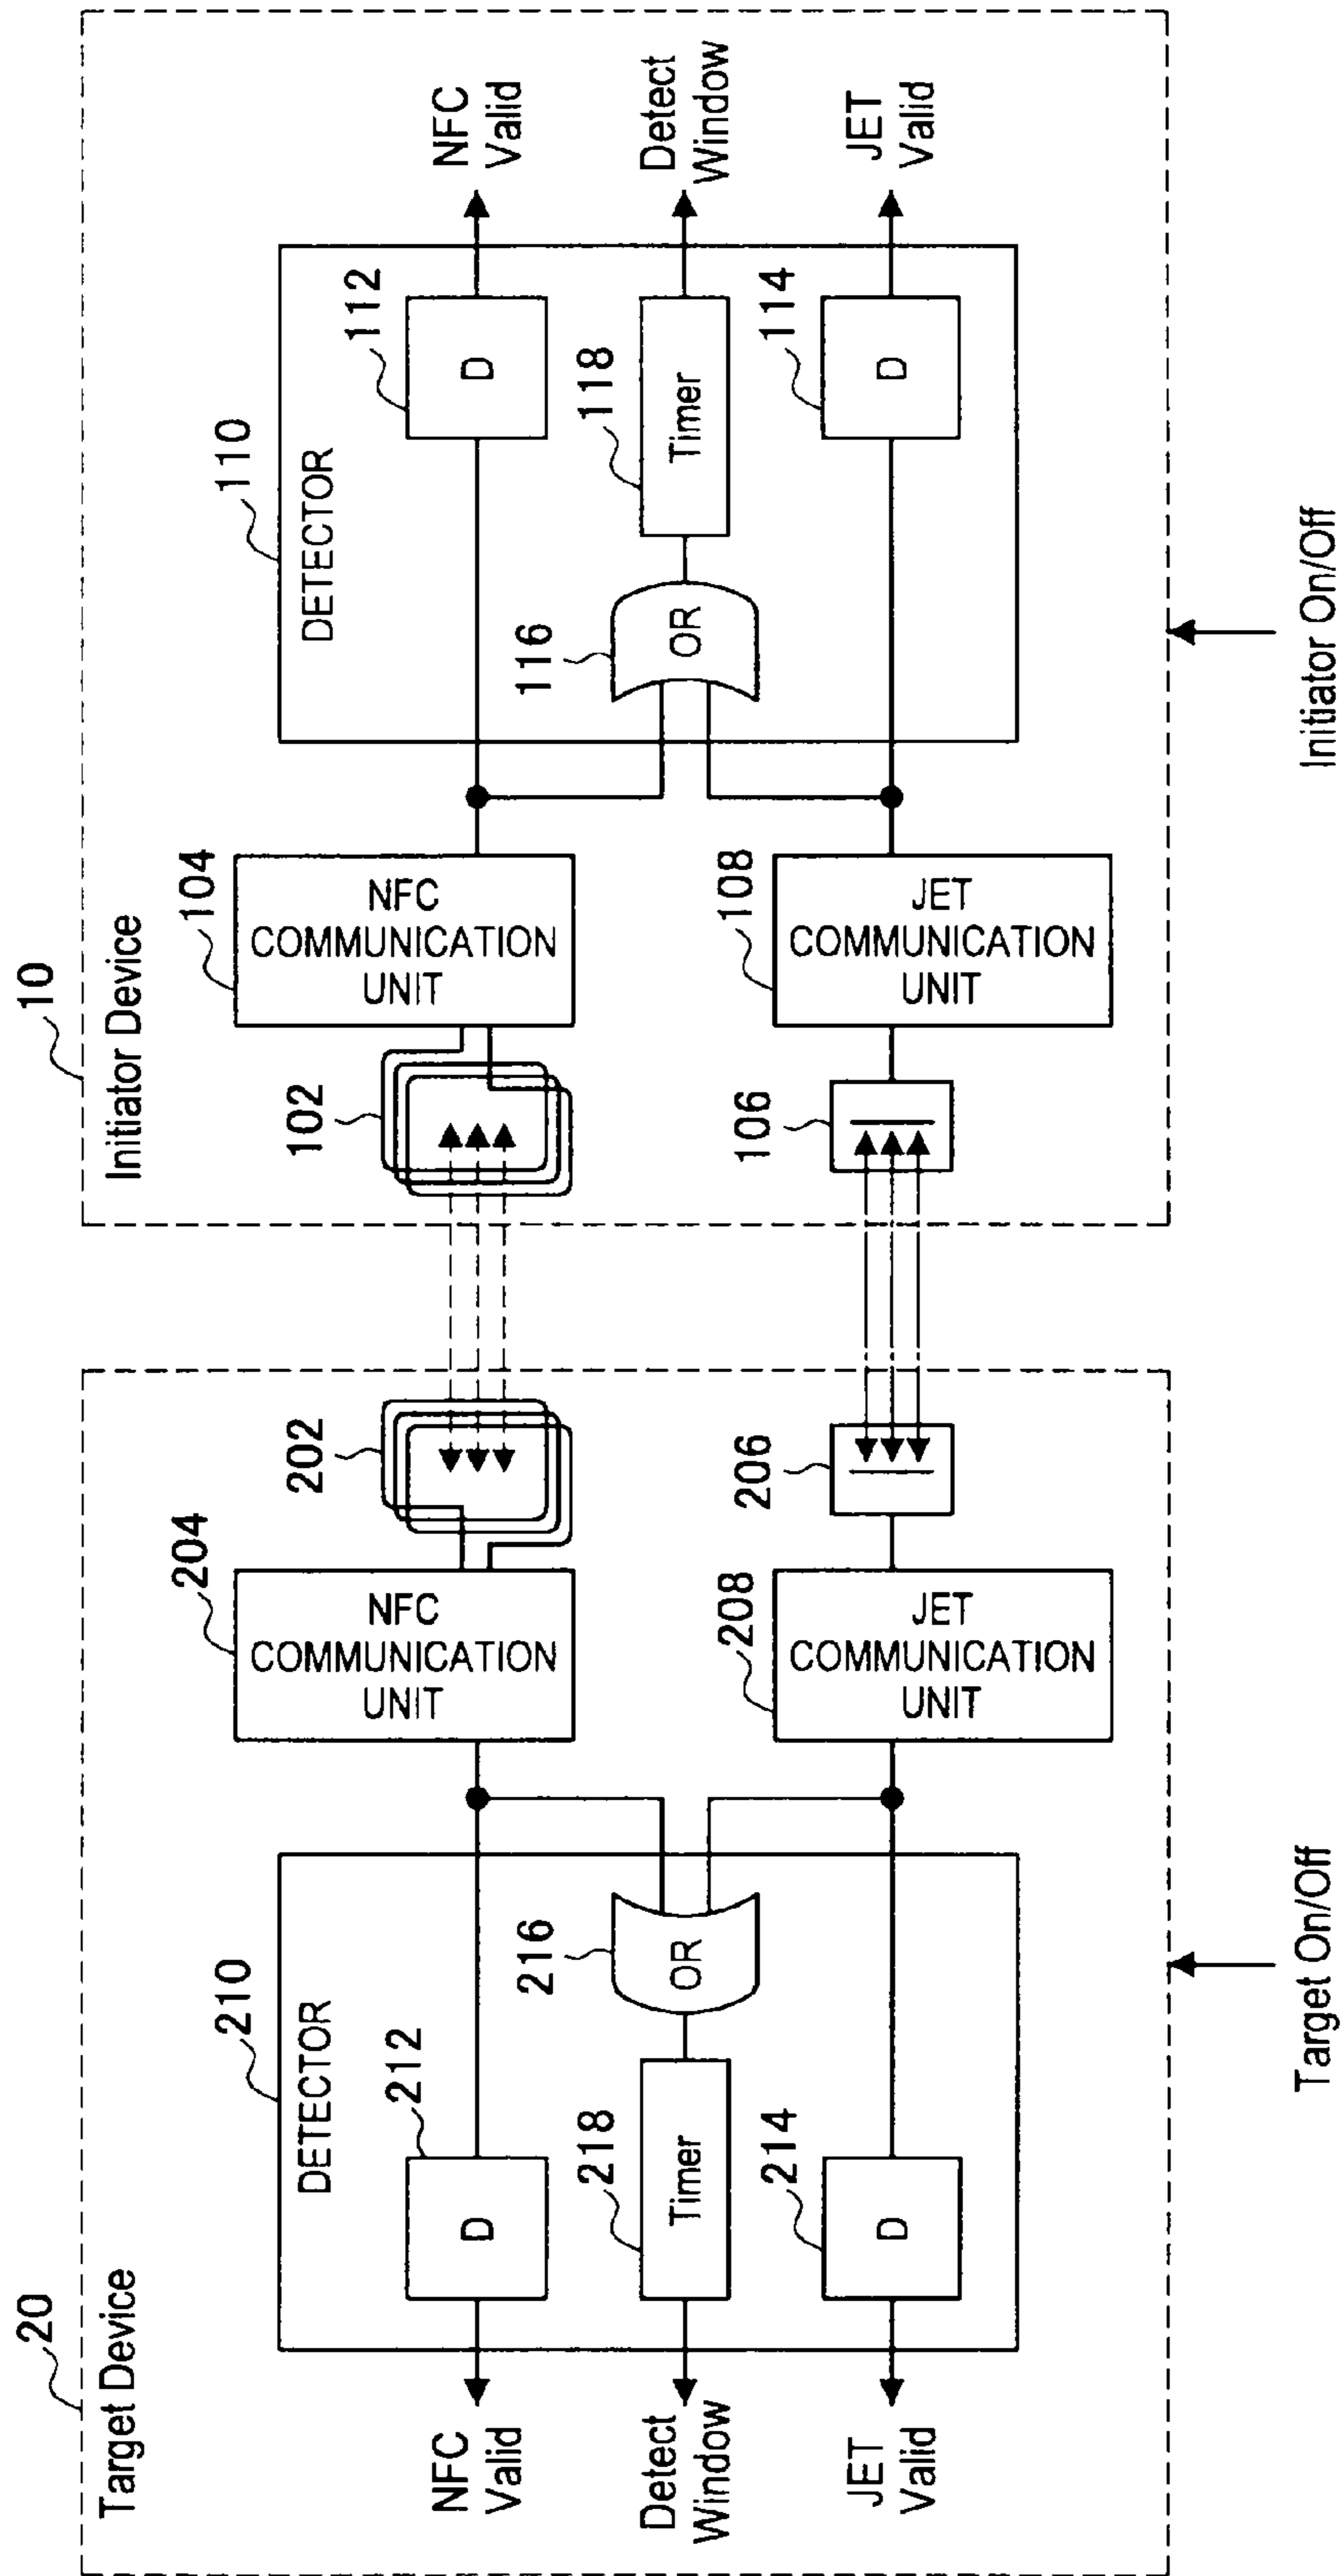 20
Target Device
210
DETECTOR
204
NFC
COMMUNICATION
UNIT
202
212
D
NFC
Valid
216
OR
218
Timer
Detect
Window
214
D
JET
Valid
208
JET
COMMUNICATION
UNIT
206
Target On/Off
10
Initiator Device
102
104
NFC
COMMUNICATION
UNIT
110
DETECTOR
112
D
NFC
Valid
116
OR
118
Timer
Detect
Window
106
108
JET
COMMUNICATION
UNIT
114
D
JET
Valid
Initiator On/Off